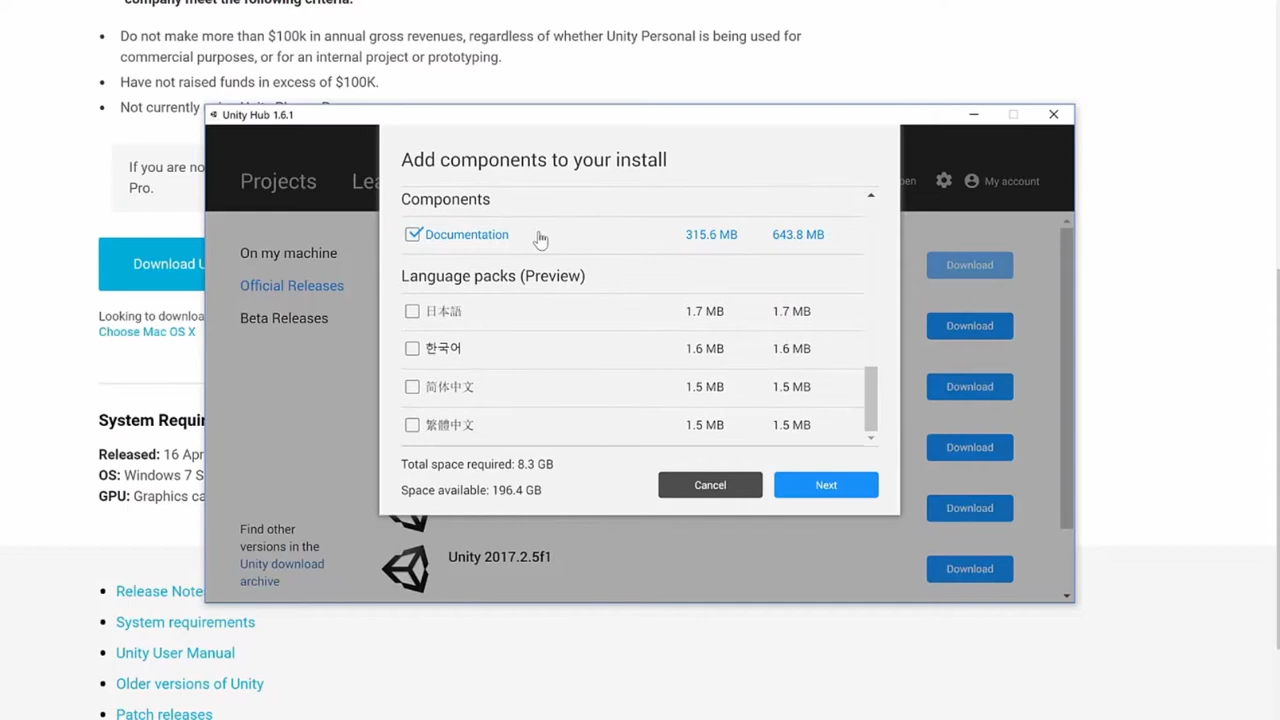 company meet the following criteria:
Do not make more than $100k in annual gross revenues, regardless of whether Unity Personal is being used for
commercial purposes, or for an internal project or prototyping.
Have not raised funds in excess of $100K.
Not currently
If you are no
Pro.
Download U
Looking to downloa
Choose Mac OS X
System Requir
Released: 16 Apr
OS: Windows 7 S
GPU: Graphics ca
Release Note
System requirements
Unity User Manual
Older versions of Unity
Patch releases
Unity Hub 1.6.1
Projects Lea pen My account
On my machine
Official Releases
Beta Releases
Find other
versions in the
Unity download
archive
Add components to your install
Components
Documentation 315.6 MB 643.8 MB
Language packs (Preview)
日本語 1.7 MB 1.7 MB
한국어 1.6 MB 1.6 MB
简体中文 1.5 MB 1.5 MB
繁體中文 1.5 MB 1.5 MB
Total space required: 8.3 GB
Space available: 196.4 GB
Cancel Next
Download
Download
Download
Download
Download
Unity 2017.2.5f1
Download